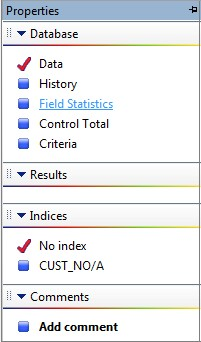 Properties
Database
Data
History
Field Statistics
Control Total
Criteria
Results
Indices
No index
CUST_NO/A
Comments
Add comment